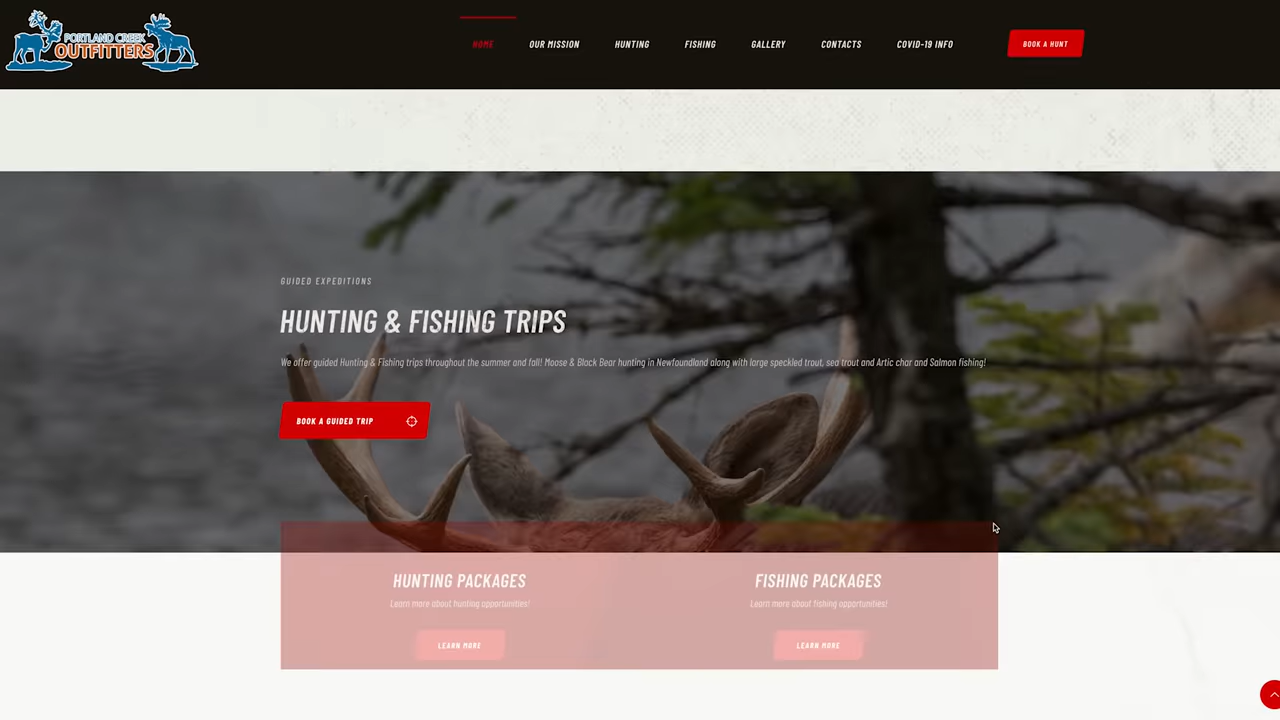 PORTLAND CREEK
OUTFITTERS
HOME
OUR MISSION
HUNTING
FISHING
GALLERY
CONTACTS
COVID-19 INFO
BOOK A HUNT
GUIDED EXPEDITIONS
HUNTING & FISHING TRIPS
We offer guided Hunting & Fishing trips throughout the summer and fall! Moose & Black Bear hunting in Newfoundland along with large speckled trout, sea trout and Artic char and Salmon fishing!
BOOK A GUIDED TRIP
HUNTING PACKAGES
Learn more about hunting opportunities!
LEARN MORE
FISHING PACKAGES
Learn more about fishing opportunities!
LEARN MORE